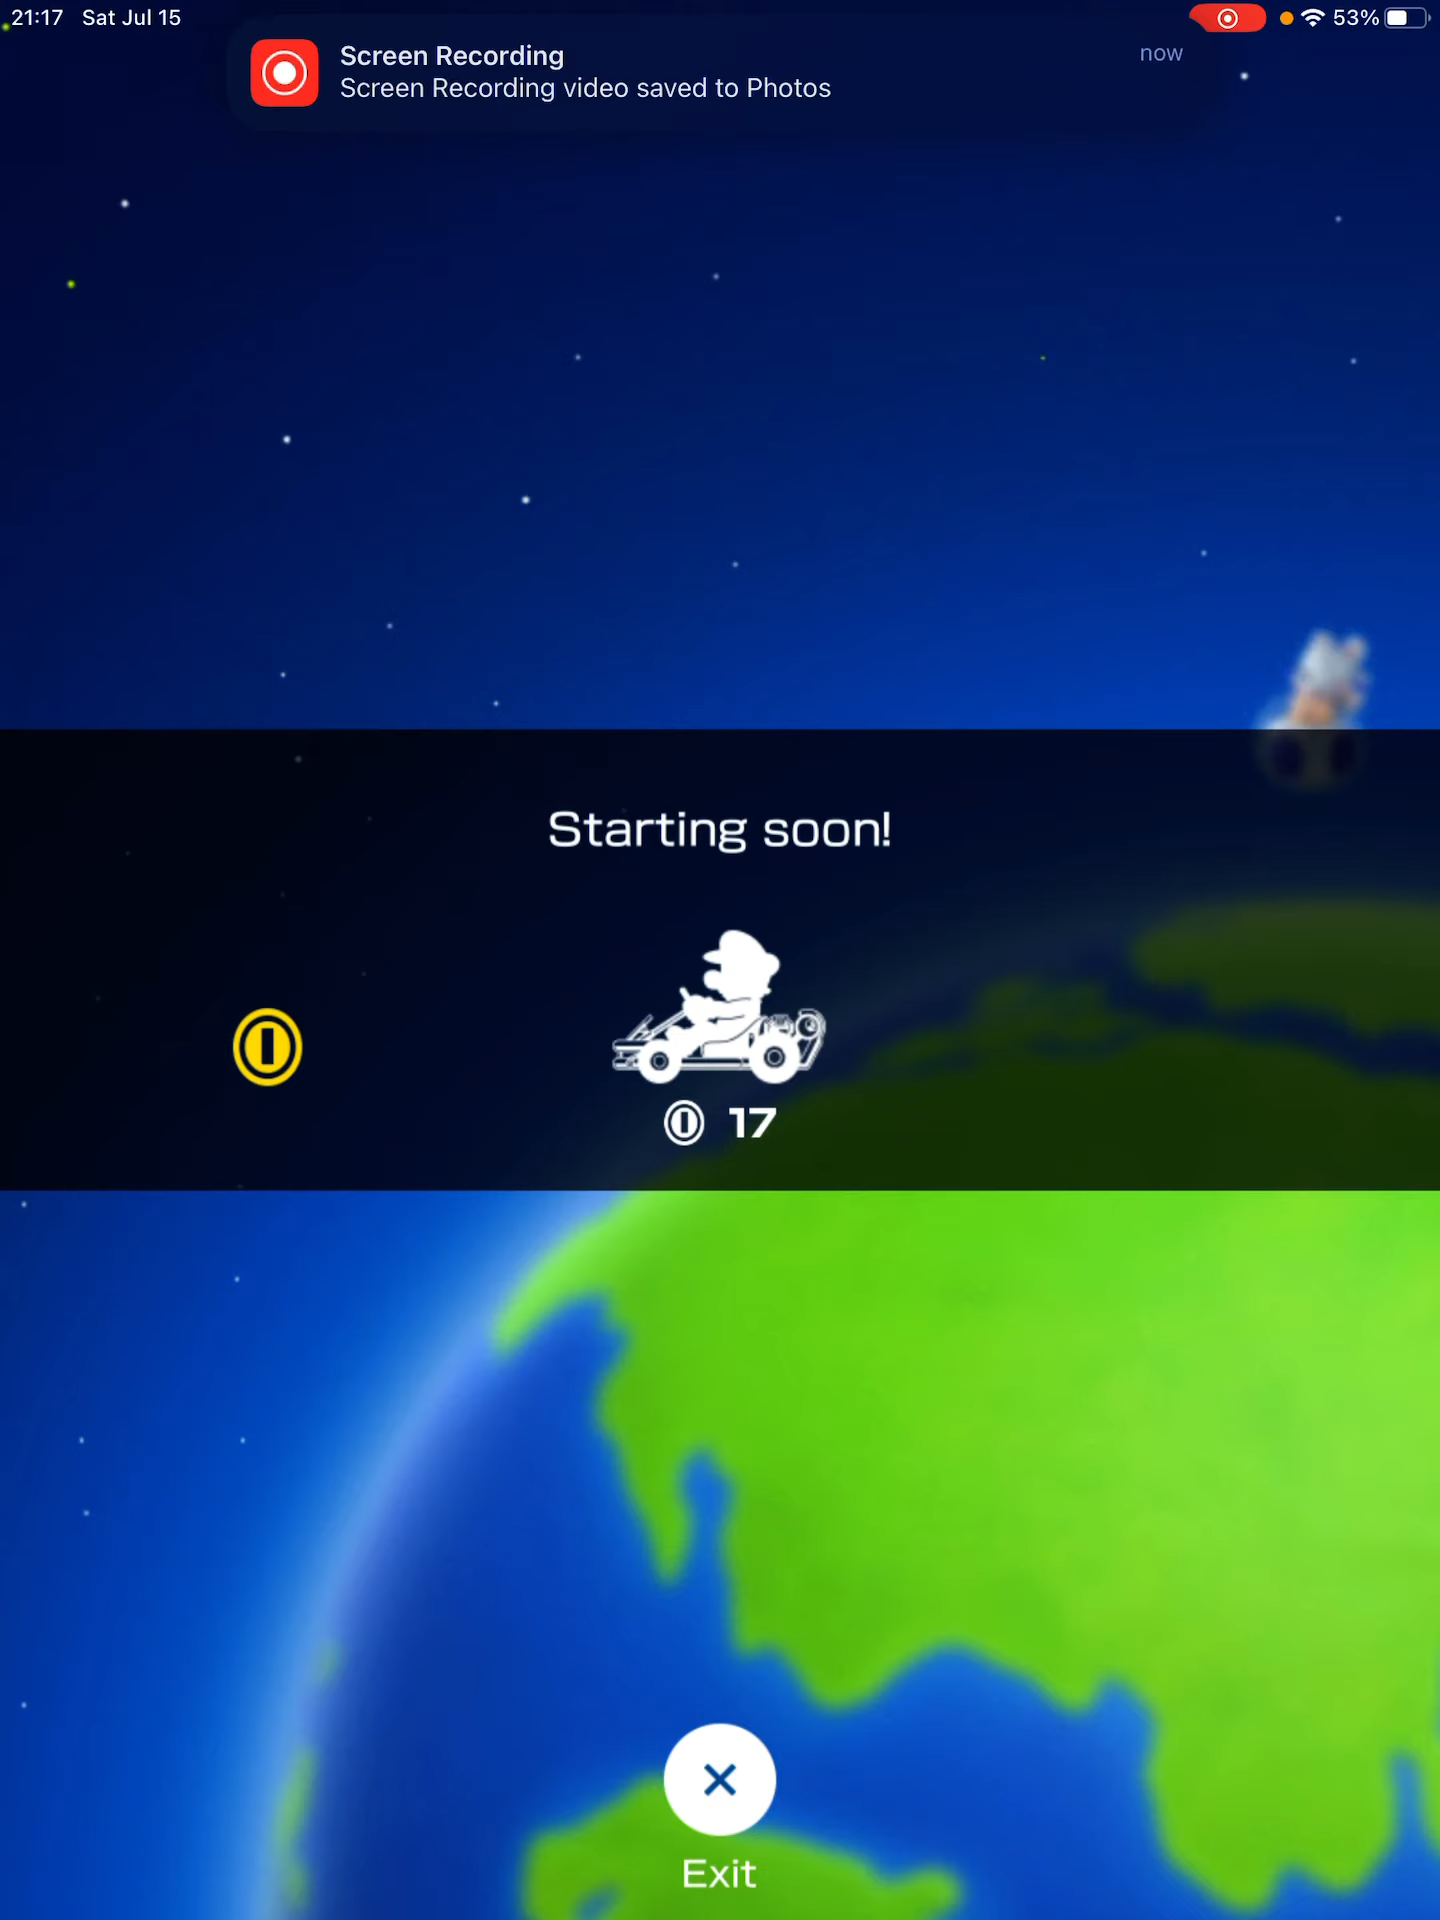 21:17 Sat Jul 15
53%
Screen Recording
now
Screen Recording video saved to Photos
Starting soon!
17
Exit